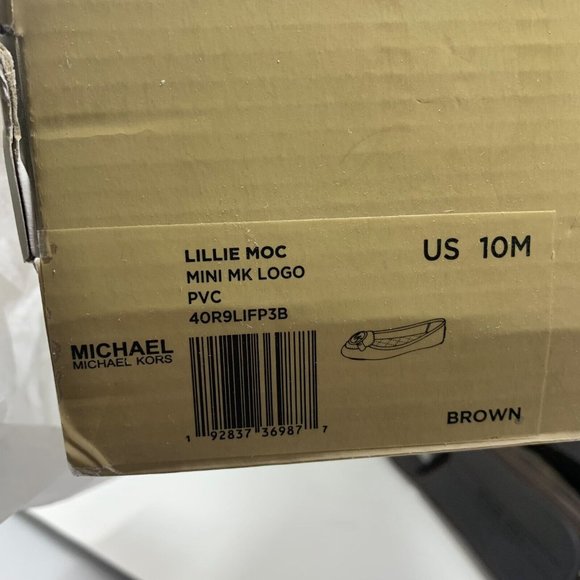 LILLIE MOC
MINI MK LOGO
PVC
40R9LIFP3B
US 10M
MICHAEL
MICHAEL KORS
1 92837 36987 7
BROWN